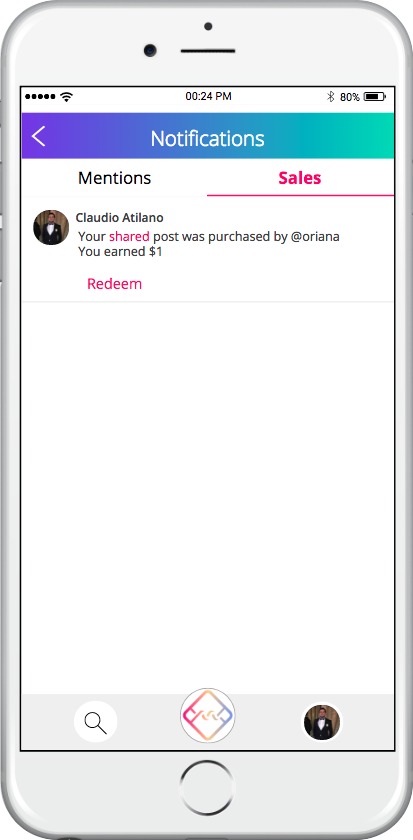 00:24 PM
80%
Notifications
Mentions
Sales
Claudio Atilano
Your shared post was purchased by @oriana
You earned $1
Redeem